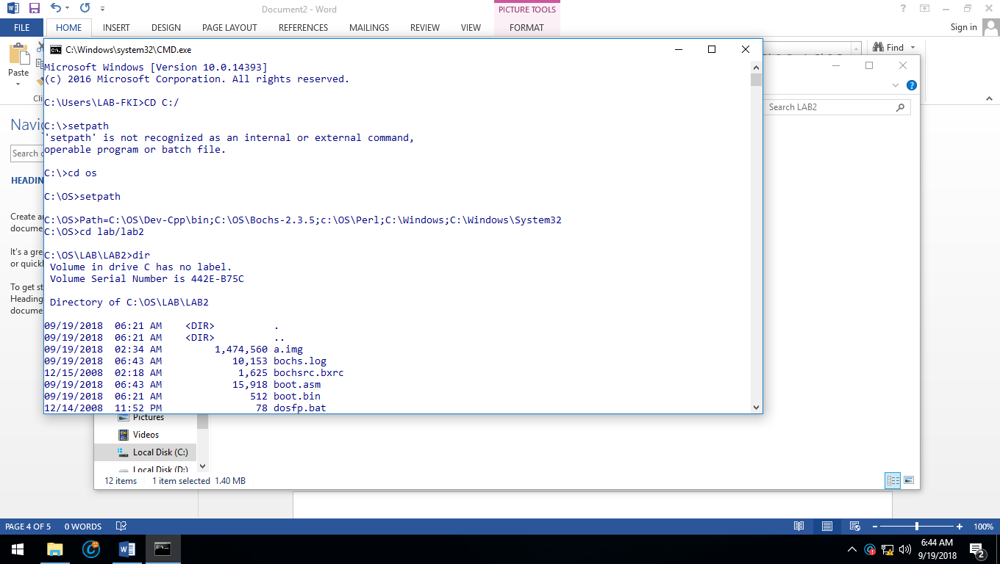 Document2 - Word
PICTURE TOOLS
FILE
HOME
INSERT
DESIGN
PAGE LAYOUT
REFERENCES
MAILINGS
REVIEW
VIEW
FORMAT
Sign in
Paste
Find
C:\Windows\system32\CMD.exe
Microsoft Windows [Version 10.0.14393]
(c) 2016 Microsoft Corporation. All rights reserved.
C:\Users\LAB-FKI>CD C:/
C:\>setpath
'setpath' is not recognized as an internal or external command,
operable program or batch file.
C:\>cd os
C:\OS>setpath
C:\OS>Path=C:\OS\Dev-Cpp\bin;C:\OS\Bochs-2.3.5;c:\OS\Perl;C:\Windows;C:\Windows\System32
C:\OS>cd lab/lab2
C:\OS\LAB\LAB2>dir
Volume in drive C has no label.
Volume Serial Number is 442E-B75C
Directory of C:\OS\LAB\LAB2
09/19/2018 06:21 AM <DIR> .
09/19/2018 06:21 AM <DIR> ..
09/19/2018 02:34 AM 1,474,560 a.img
09/19/2018 06:43 AM 10,153 bochs.log
12/15/2008 02:18 AM 1,625 bochsrc.bxrc
09/19/2018 06:43 AM 15,918 boot.asm
09/19/2018 06:21 AM 512 boot.bin
12/14/2008 11:52 PM 78 dosfp.bat
Search LAB2
Cli
Navig
Search
HEADIN
Create a
docume
It's a gre
or quickl
To get st
Heading
docume
Pictures
Videos
Local Disk (C:)
Local Disk (D:)
12 items 1 item selected 1.40 MB
PAGE 4 OF 5 0 WORDS
100%
6:44 AM
9/19/2018
2